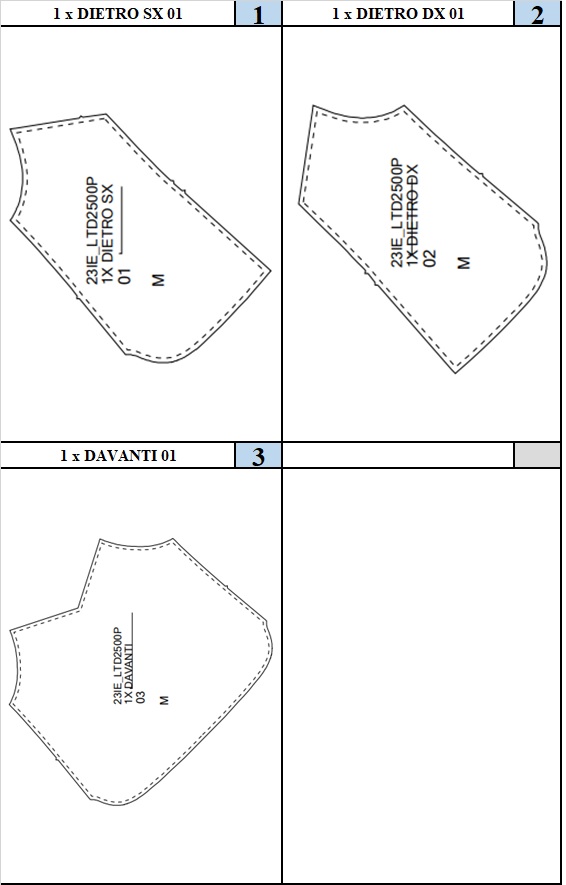 1 x DIETRO SX 01
1
1 x DIETRO DX 01
2
23IE_LTD2500P
1X DIETRO SX
01
M
23IE_LTD2500P
1X DIETRO DX
02
M
1 x DAVANTI 01
3
23IE_LTD2500P
1X DAVANTI
03
M